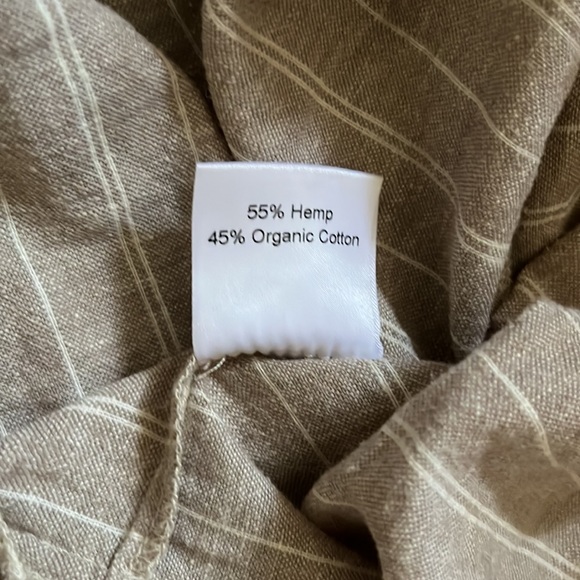 55% Hemp
45% Organic Cotton